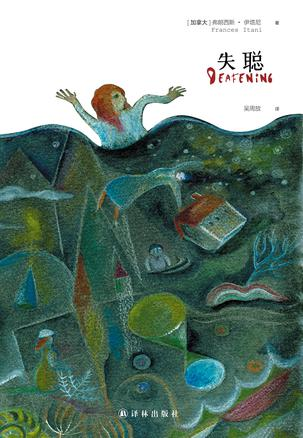 [加拿大] 弗朗西斯·伊塔尼 著
Frances Itani
失聪
DEAFENING
吴周放 译
译林出版社